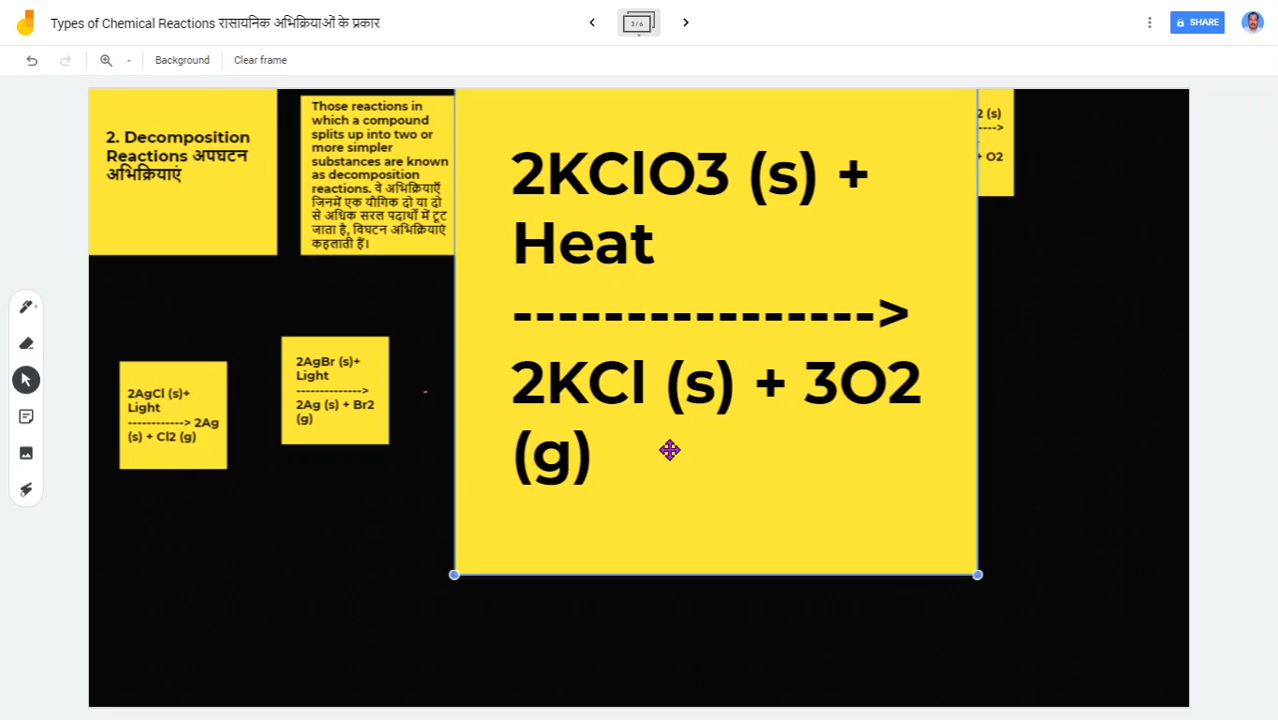 Types of Chemical Reactions रासायनिक अभिक्रियाओं के प्रकार
3 / 6
SHARE
Background
Clear frame
2. Decomposition
Reactions अपघटन
अभिक्रियाएं
Those reactions in
which a compound
splits up into two or
more simpler
substances are known
as decomposition
reactions. वे अभिक्रियाएँ
जिनमें एक यौगिक दो या दो
से अधिक सरल पदार्थों में टूट
जाता है, विघटन अभिक्रियाएं
कहलाती हैं।
2KClO3 (s) +
Heat
---------------->
2KCl (s) + 3O2
(g)
2 (s)
---->
+ O2
2AgCl (s)+
Light
------------> 2Ag
(s) + Cl2 (g)
2AgBr (s)+
Light
-------------->
2Ag (s) + Br2
(g)